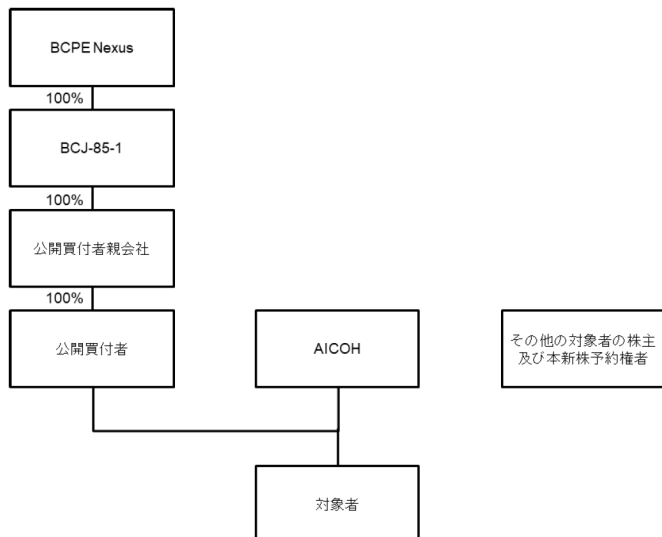 BCPE Nexus
100%
BCJ-85-1
100%
公開買付者親会社
100%
公開買付者
AICOH
その他の対象者の株主
及び本新株予約権者
対象者